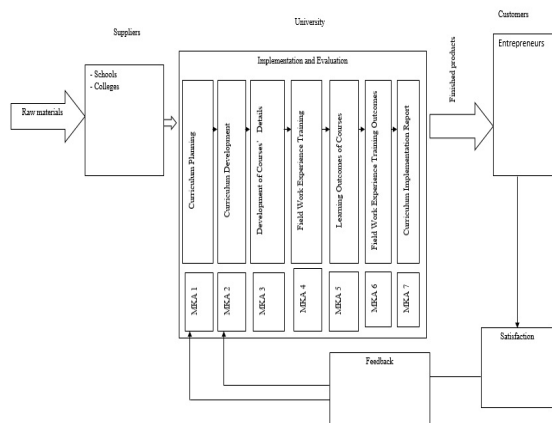 University
Customers
Suppliers
Entrepreneurs
Implementation and Evaluation
Finished products
- Schools
- Colleges
Raw materials
Curriculum Planning
Curriculum Development
Development of Courses' Details
Field Work Experience Training
Learning Outcomes of Courses
Field Work Experience Training Outcomes
Curriculum Implementation Report
MKA 1
MKA 2
MKA 3
MKA 4
MKA 5
MKA 6
MKA 7
Satisfaction
Feedback